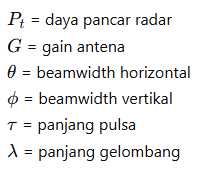 P_t = daya pancar radar
G = gain antena
θ = beamwidth horizontal
ϕ = beamwidth vertikal
τ = panjang pulsa
λ = panjang gelombang